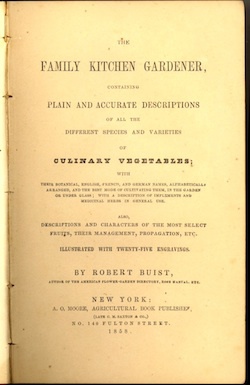 THE
FAMILY KITCHEN GARDENER,
CONTAINING
PLAIN AND ACCURATE DESCRIPTIONS
OF ALL THE
DIFFERENT SPECIES AND VARIETIES
OF
CULINARY VEGETABLES;
WITH
THEIR BOTANICAL, ENGLISH, FRENCH, AND GERMAN NAMES, ALPHABETICALLY
ARRANGED, AND THE BEST MODE OF CULTIVATING THEM, IN THE GARDEN
OR UNDER GLASS; WITH A DESCRIPTION OF IMPLEMENTS AND
MEDICINAL HERBS IN GENERAL USE.
ALSO,
DESCRIPTIONS AND CHARACTERS OF THE MOST SELECT
FRUITS, THEIR MANAGEMENT, PROPAGATION, ETC.
ILLUSTRATED WITH TWENTY-FIVE ENGRAVINGS.
BY ROBERT BUIST,
AUTHOR OF THE AMERICAN FLOWER GARDEN DIRECTORY, ROSE MANUAL, ETC.
NEW YORK:
A. O. MOORE, AGRICULTURAL BOOK PUBLISHER,
(LATE C. M. SAXTON & CO.,)
NO. 140 FULTON STREET.
1858.